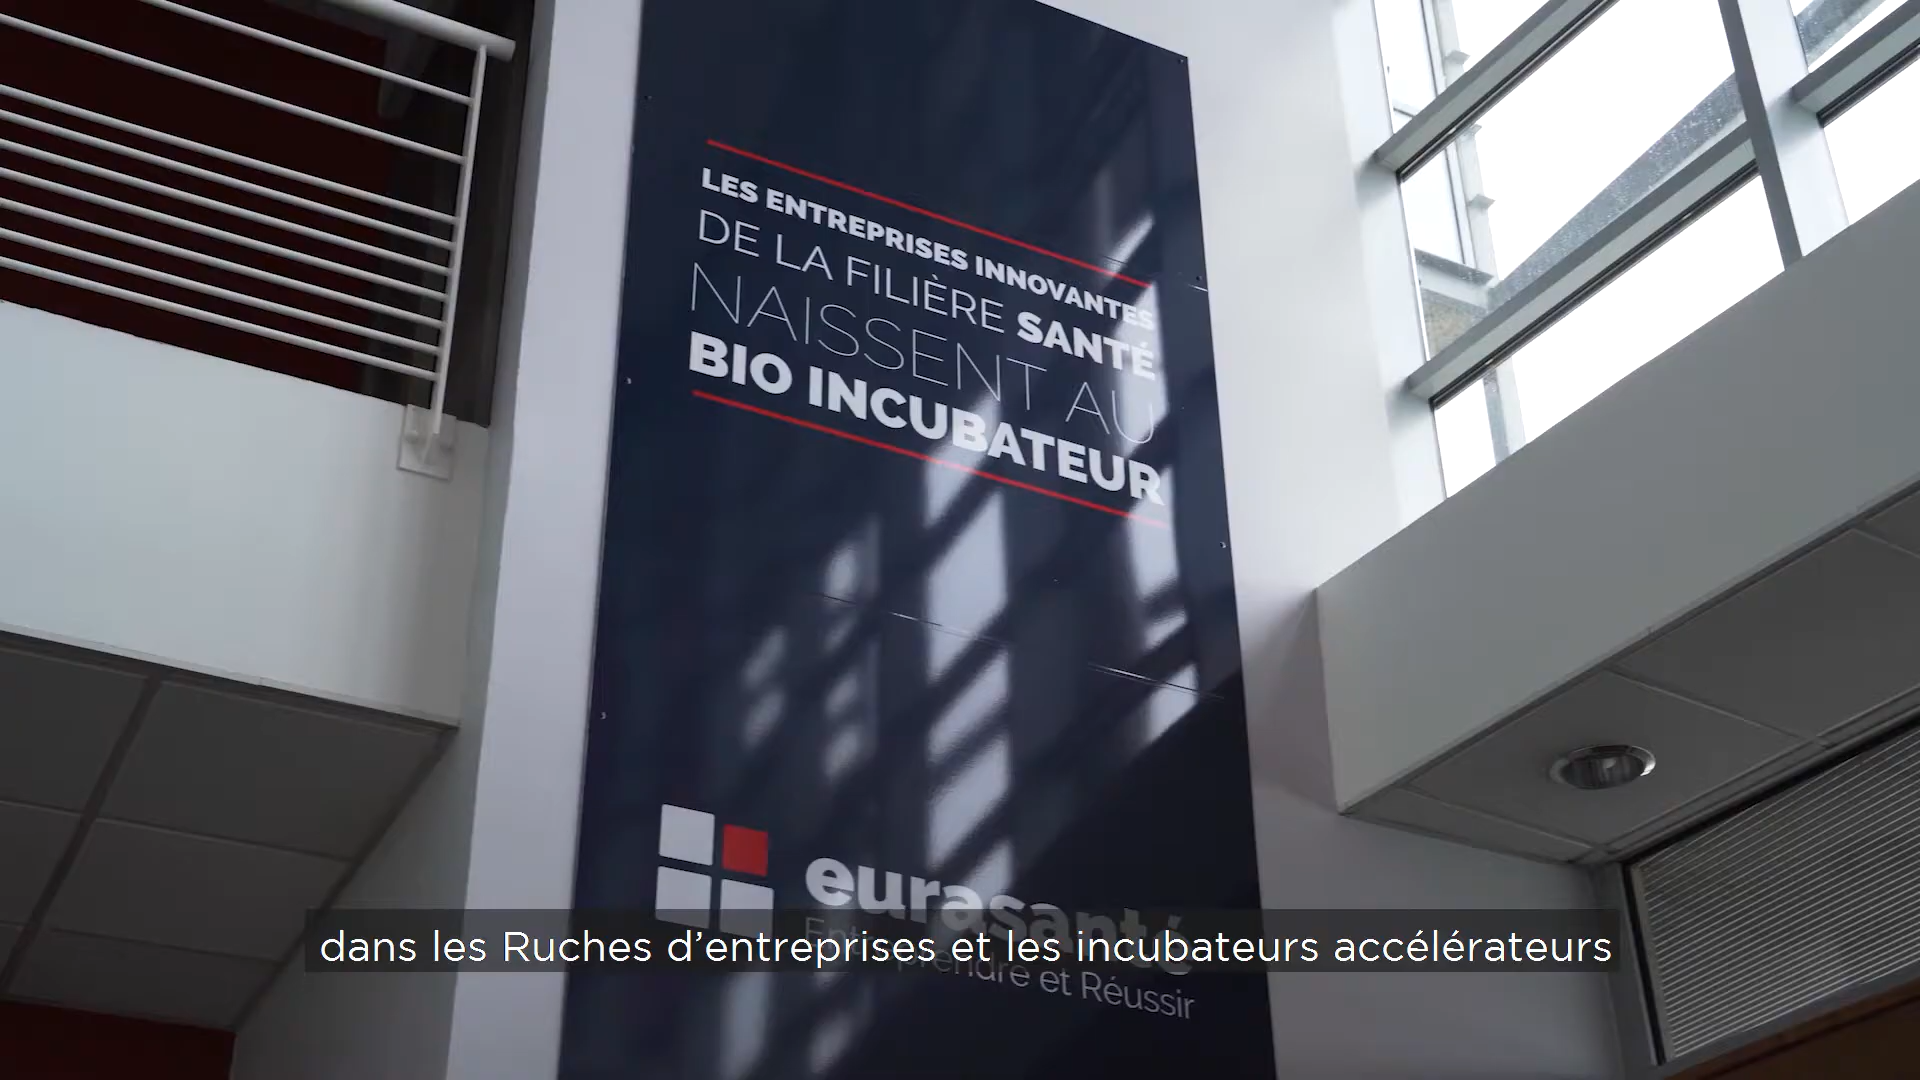 LES ENTREPRISES INNOVANTES
DE LA FILIÈRE SANTÉ
NAISSENT AU
BIO INCUBATEUR
eurasanté
Entreprendre et Réussir
dans les Ruches d’entreprises et les incubateurs accélérateurs